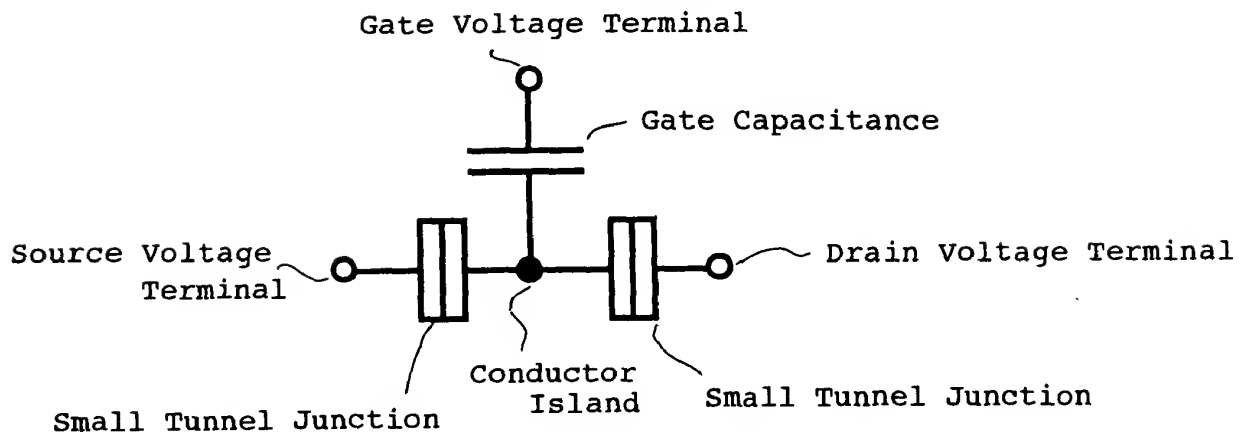 Gate Voltage Terminal
Gate Capacitance
Source Voltage
Terminal
Drain Voltage Terminal
Conductor
Island
Small Tunnel Junction
Small Tunnel Junction